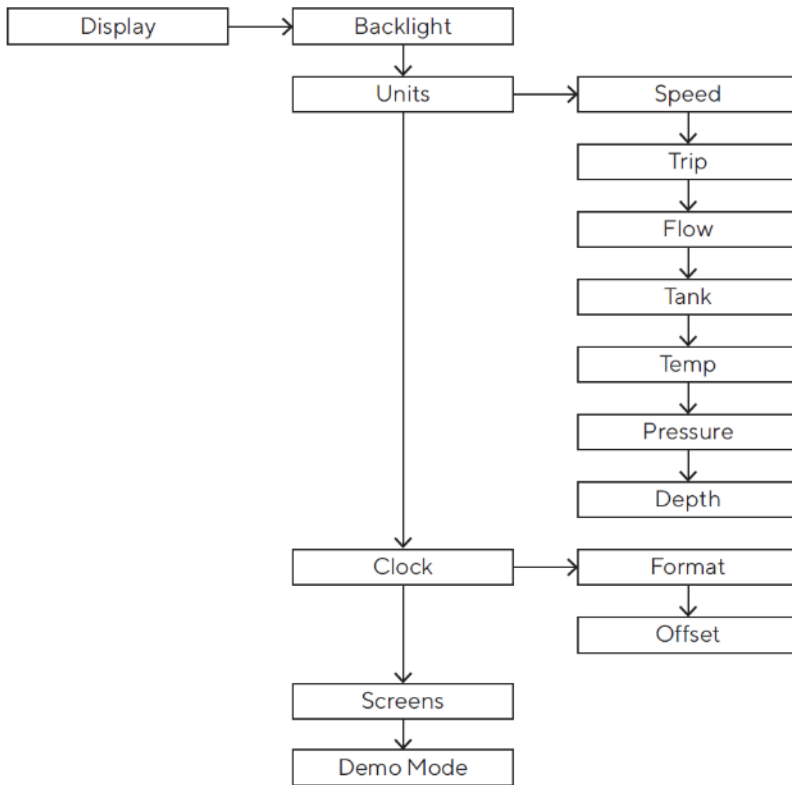 Display
Backlight
Units
Speed
Trip
Flow
Tank
Temp
Pressure
Depth
Clock
Format
Offset
Screens
Demo Mode